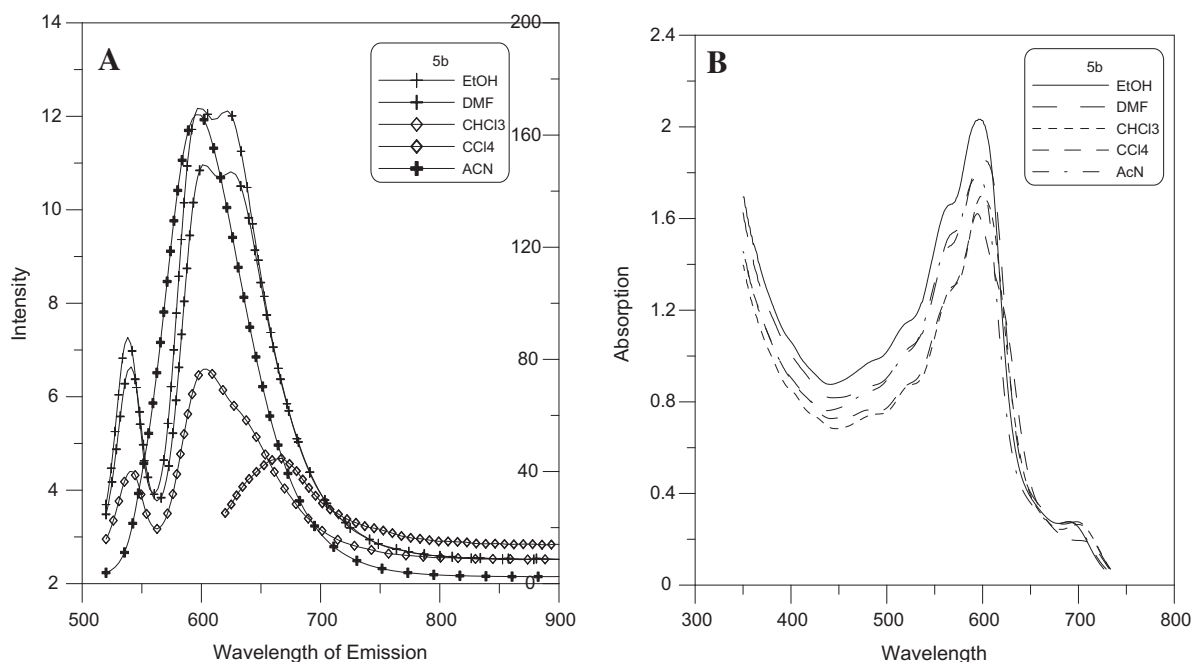 A
14
12
10
8
6
4
2
200
160
120
80
40
0
5b
EtOH
DMF
CHCl3
CCl4
ACN
Intensity
500
600
700
800
900
Wavelength of Emission
B
2.4
2
1.6
1.2
0.8
0.4
0
5b
EtOH
DMF
CHCl3
CCl4
AcN
Absorption
300
400
500
600
700
800
Wavelength